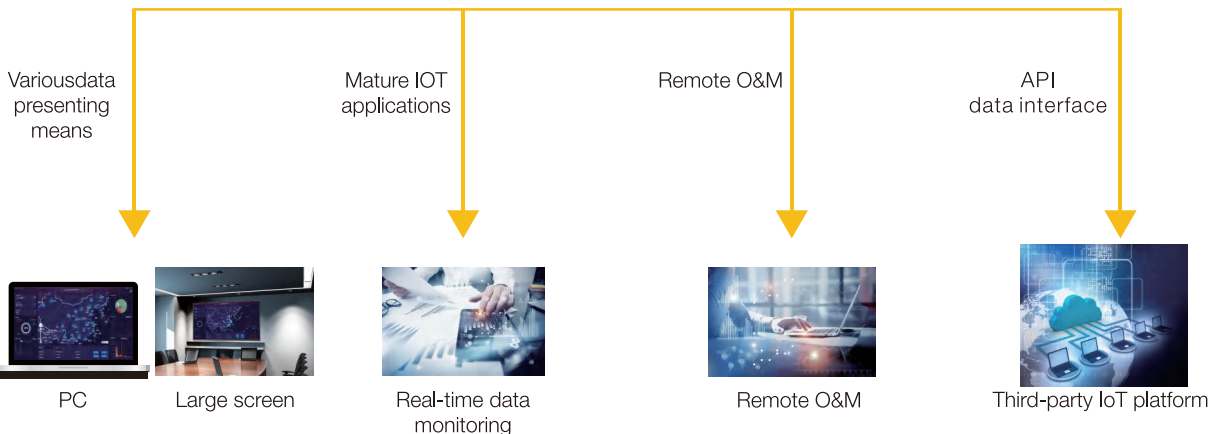 Variousdata
presenting
means
Mature IOT
applications
Remote O&M
API
data interface
PC
Large screen
Real-time data
monitoring
Remote O&M
Third-party IoT platform